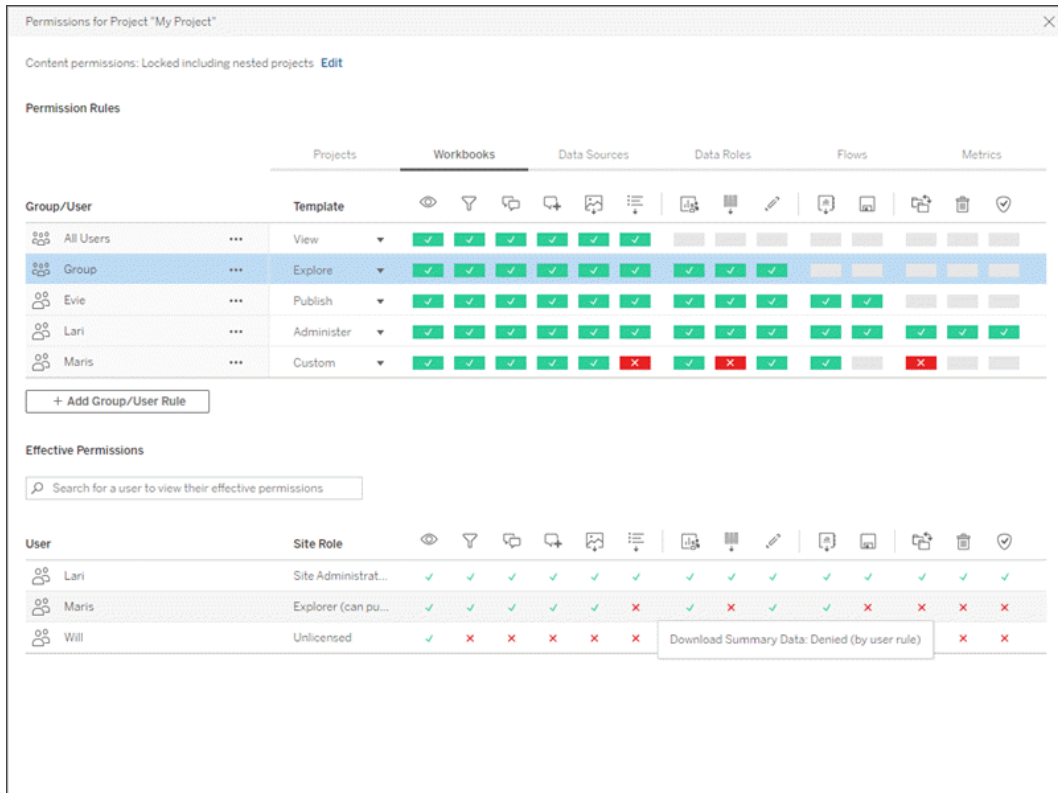 Permissions for Project "My Project"
Content permissions: Locked including nested projects Edit
Permission Rules
Projects Workbooks Data Sources Data Roles Flows Metrics
Group/User Template
All Users ... View
Group ... Explore
Evie ... Publish
Lari ... Administer
Maris ... Custom
+ Add Group/User Rule
Effective Permissions
Search for a user to view their effective permissions
User Site Role
Lari Site Administrat...
Maris Explorer (can pu...
Will Unlicensed
Download Summary Data: Denied (by user rule)